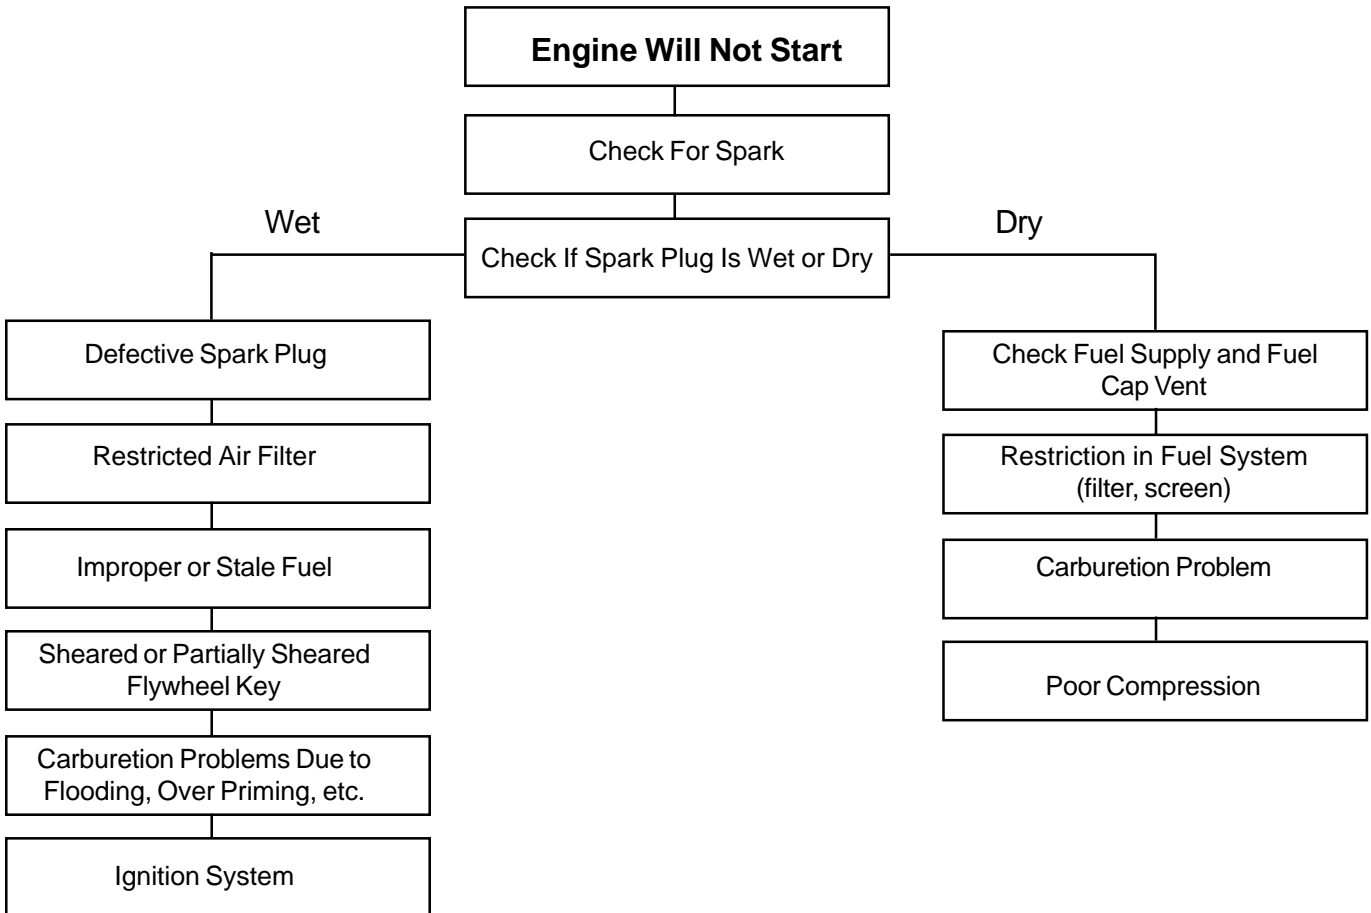 Engine Will Not Start
Check For Spark
Wet
Dry
Check If Spark Plug Is Wet or Dry
Defective Spark Plug
Restricted Air Filter
Improper or Stale Fuel
Sheared or Partially Sheared
Flywheel Key
Carburetion Problems Due to
Flooding, Over Priming, etc.
Ignition System
Check Fuel Supply and Fuel
Cap Vent
Restriction in Fuel System
(filter, screen)
Carburetion Problem
Poor Compression